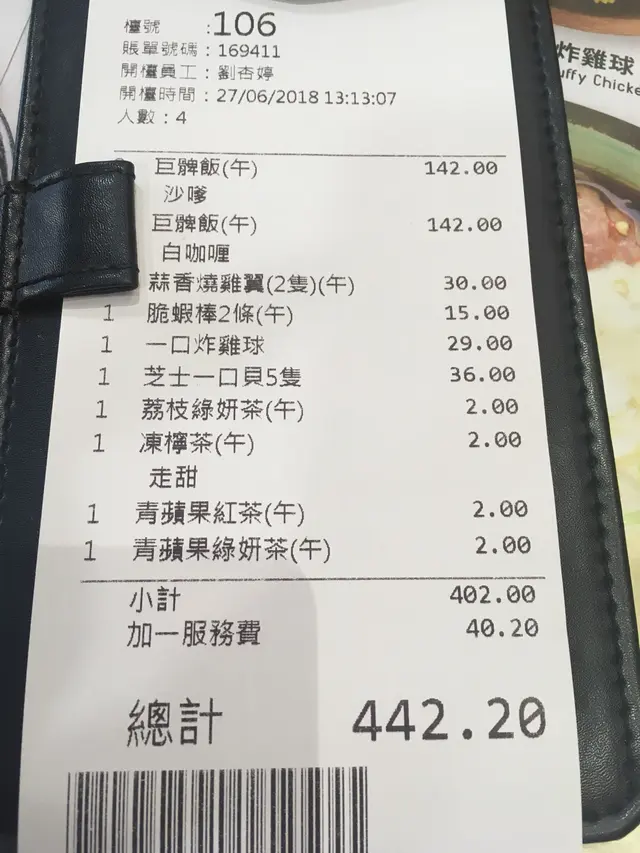 檯號 :106
賬單號碼：169411
開檯員工：劉杏婷
開檯時間：27/06/2018 13:13:07
人數：4
巨髀飯(午) 142.00
沙嗲
巨髀飯(午) 142.00
白咖喱
蒜香燒雞翼(2隻)(午) 30.00
1 脆蝦棒2條(午) 15.00
1 一口炸雞球 29.00
1 芝士一口貝5隻 36.00
1 荔枝綠妍茶(午) 2.00
1 凍檸茶(午) 2.00
走甜
1 青蘋果紅茶(午) 2.00
1 青蘋果綠妍茶(午) 2.00
小計 402.00
加一服務費 40.20
總計 442.20
炸雞球
uffy Chicke